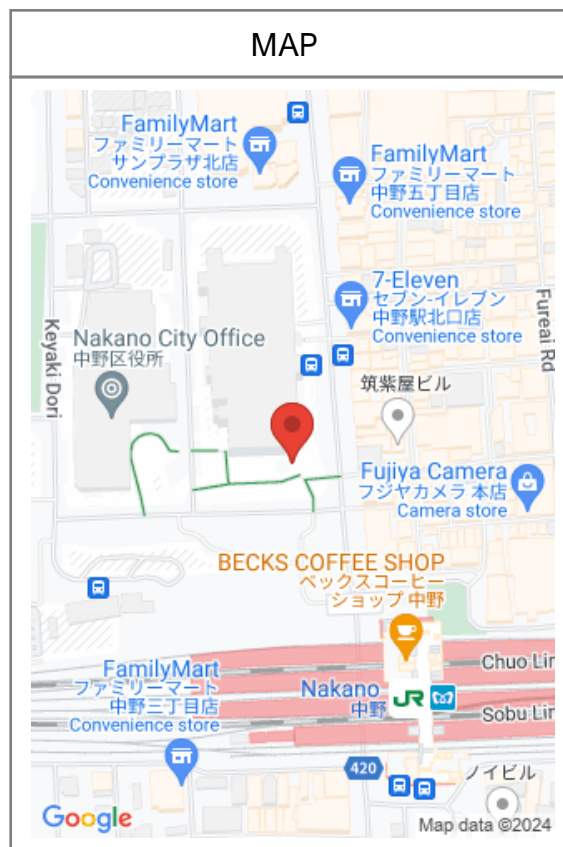 MAP
FamilyMart
ファミリーマート
サンプラザ北店
Convenience store
FamilyMart
ファミリーマート
中野五丁目店
Convenience store
7-Eleven
セブン-イレブン
中野駅北口店
Convenience store
Fureai Rd
Keyaki Dori
Nakano City Office
中野区役所
筑紫屋ビル
Fujiya Camera
フジヤカメラ 本店
Camera store
BECKS COFFEE SHOP
ベックスコーヒー
ショップ 中野
FamilyMart
ファミリーマート
中野三丁目店
Convenience store
Nakano
中野
JR
Chuo Lin
Sobu Lin
420
ノイビル
Google
Map data ©2024